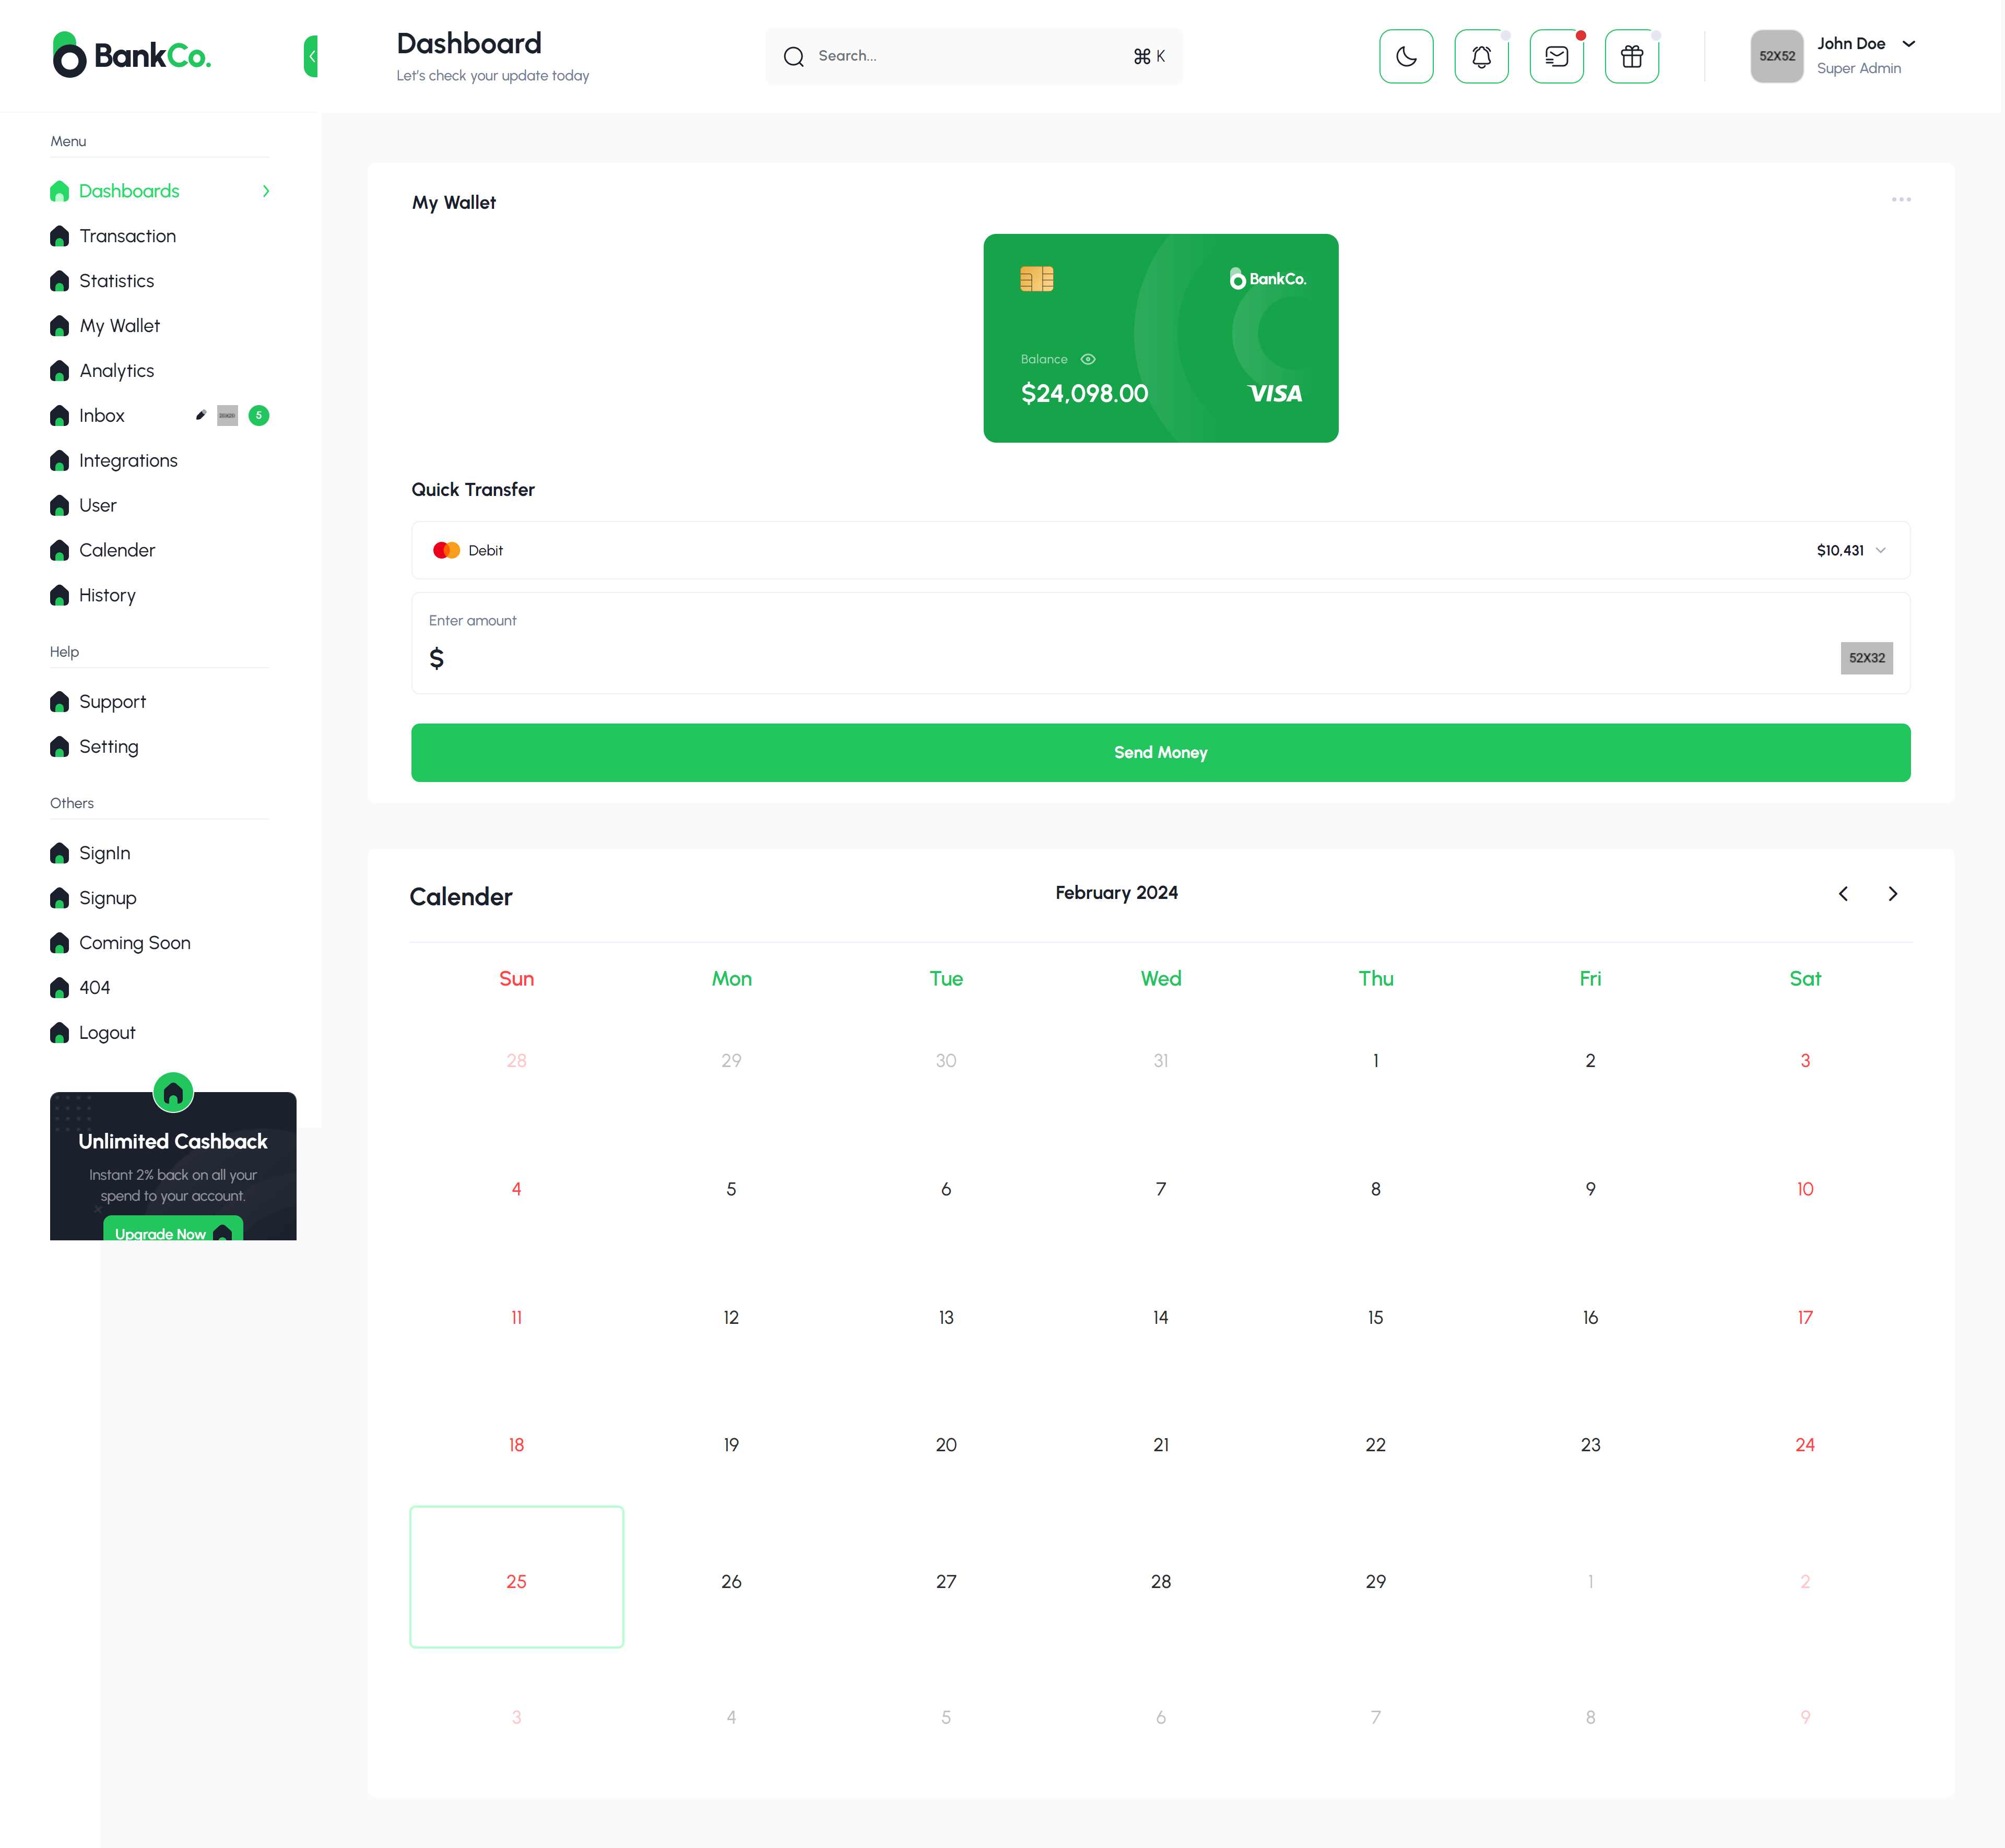 BankCo.
Dashboard
Let's check your update today
Search...
⌘ K
52X52
John Doe
Super Admin
Menu
Dashboards
Transaction
Statistics
My Wallet
Analytics
Inbox
5
Integrations
User
Calender
History
Help
Support
Setting
Others
SignIn
Signup
Coming Soon
404
Logout
Unlimited Cashback
Instant 2% back on all your
spend to your account.
Upgrade Now
My Wallet
BankCo.
Balance
$24,098.00
VISA
Quick Transfer
Debit
$10,431
Enter amount
$
52X32
Send Money
Calender
February 2024
Sun Mon Tue Wed Thu Fri Sat
28 29 30 31 1 2 3
4 5 6 7 8 9 10
11 12 13 14 15 16 17
18 19 20 21 22 23 24
25 26 27 28 29 1 2
3 4 5 6 7 8 9